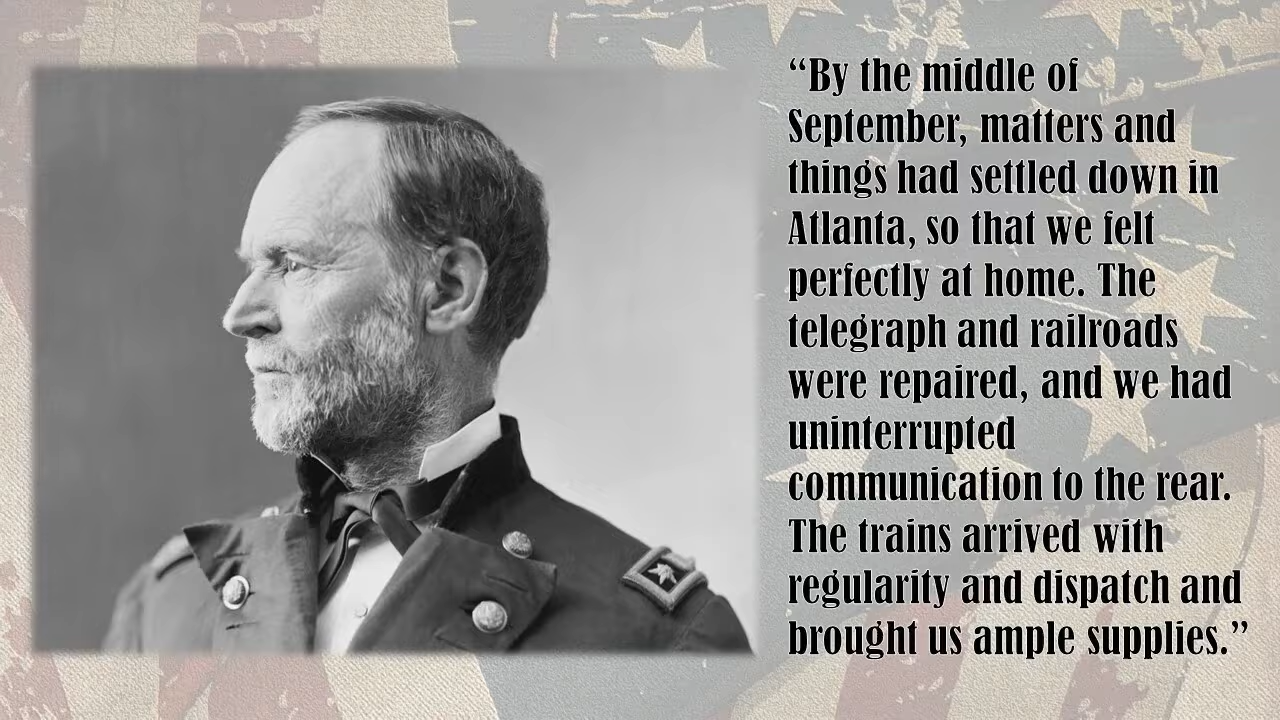 “By the middle of
September, matters and
things had settled down in
Atlanta, so that we felt
perfectly at home. The
telegraph and railroads
were repaired, and we had
uninterrupted
communication to the rear.
The trains arrived with
regularity and dispatch and
brought us ample supplies.”